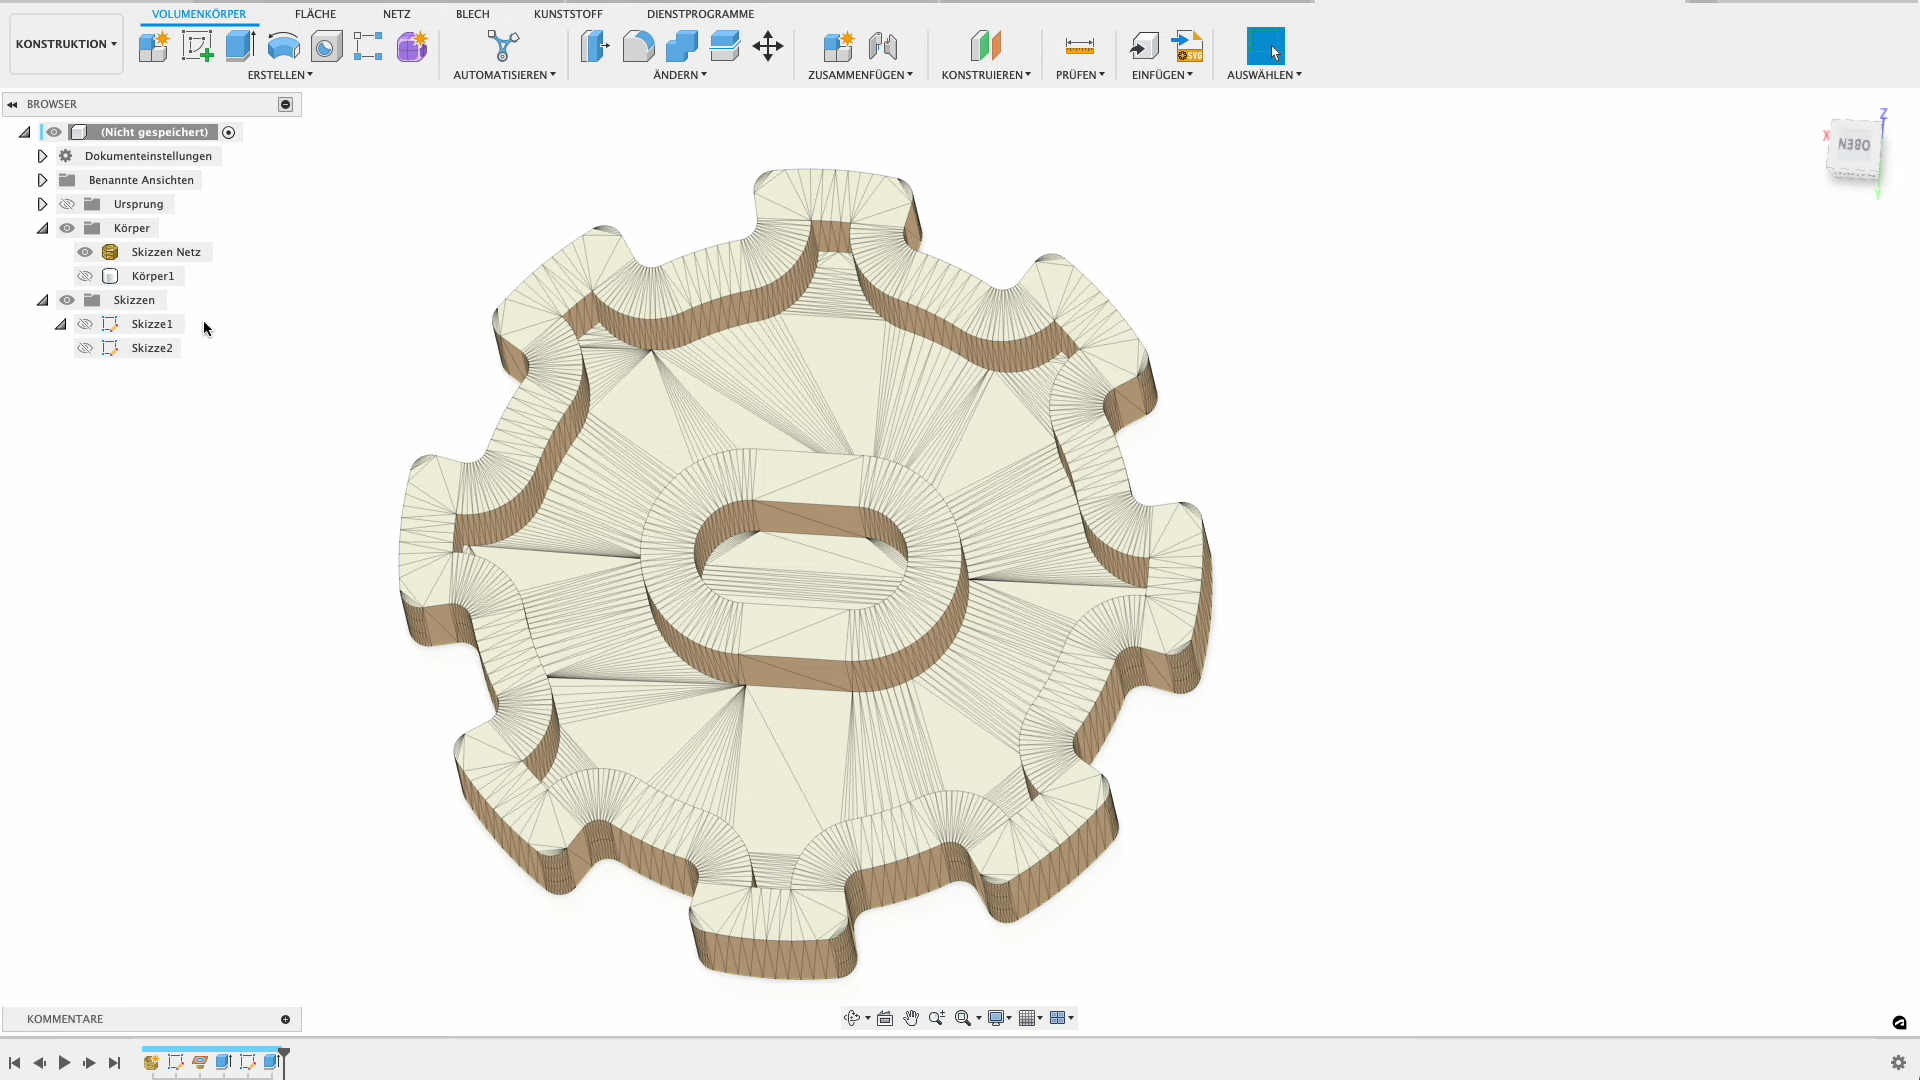 VOLUMENKÖRPER FLÄCHE NETZ BLECH KUNSTSTOFF DIENSTPROGRAMME
KONSTRUKTION
SVG
ERSTELLEN AUTOMATISIEREN ÄNDERN ZUSAMMENFÜGEN KONSTRUIEREN PRÜFEN EINFÜGEN AUSWÄHLEN
BROWSER
(Nicht gespeichert)
Dokumenteinstellungen
Benannte Ansichten
Ursprung
Körper
Skizzen Netz
Körper1
Skizzen
Skizze1
Skizze2
Z
X
OBEN
Y
KOMMENTARE